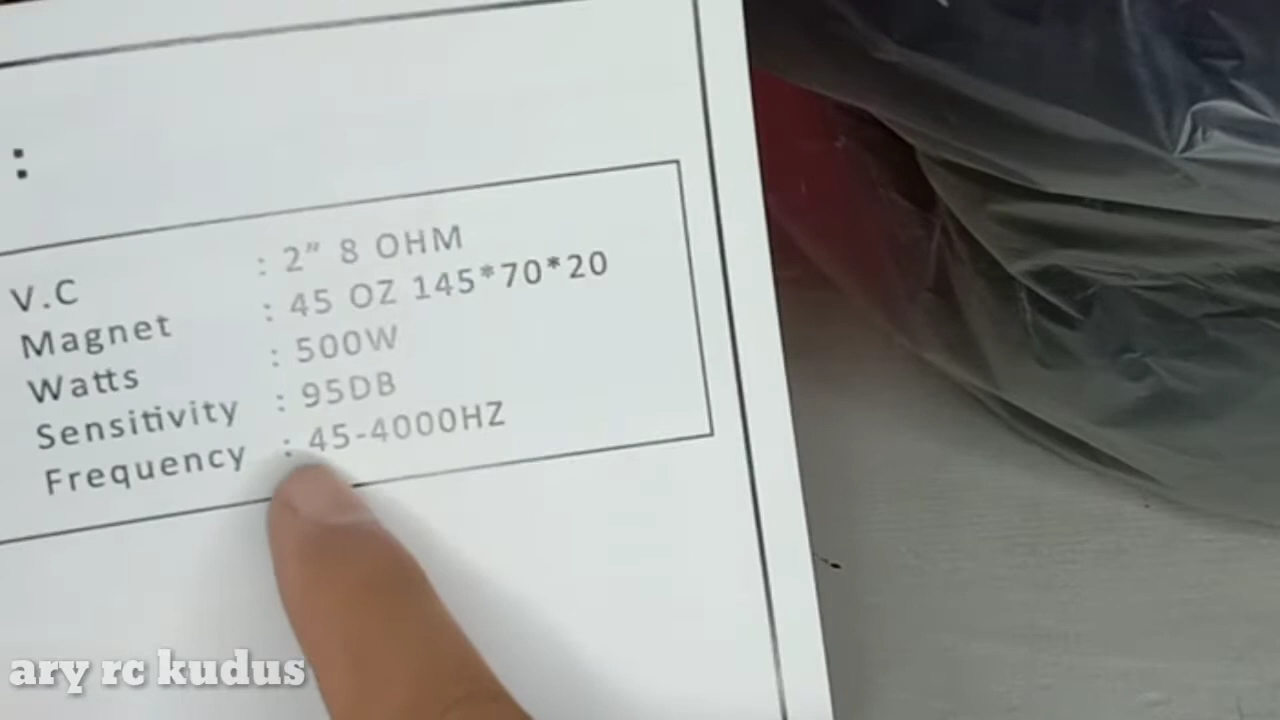 :
V.C : 2” 8 OHM
Magnet : 45 OZ 145*70*20
Watts : 500W
Sensitivity : 95DB
Frequency : 45-4000HZ
ary rc kudus